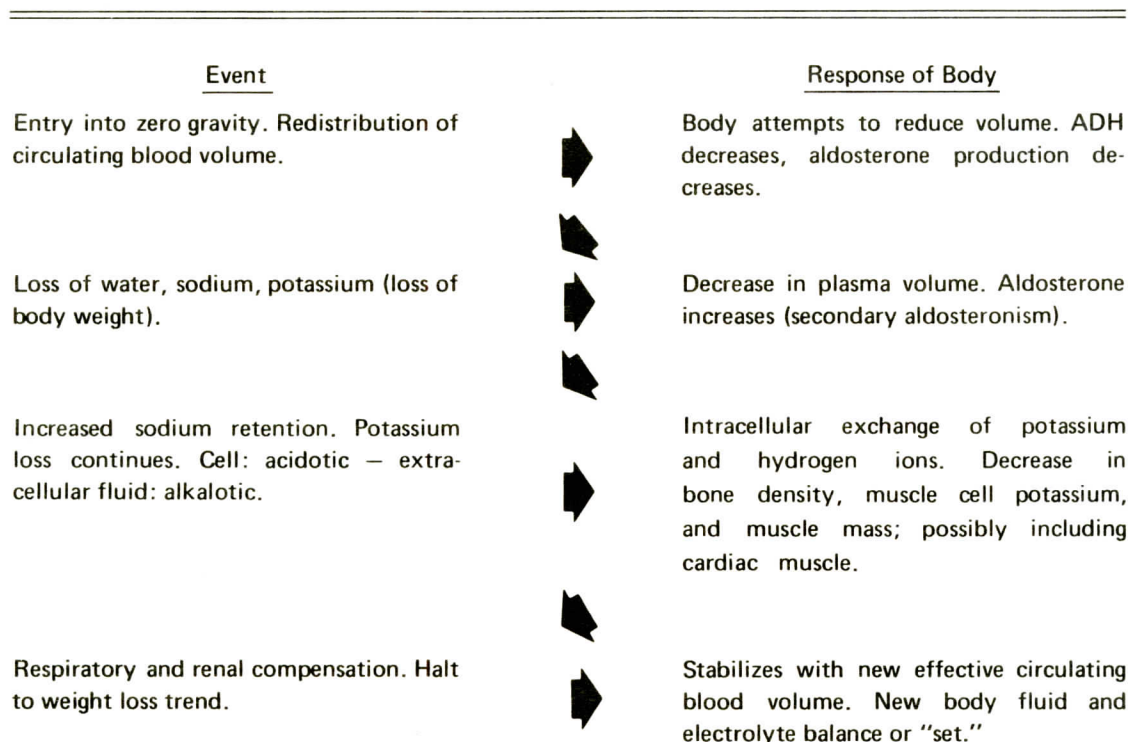 Event
Response of Body
Entry into zero gravity. Redistribution of
circulating blood volume.
Body attempts to reduce volume. ADH
decreases, aldosterone production de-
creases.
Loss of water, sodium, potassium (loss of
body weight).
Decrease in plasma volume. Aldosterone
increases (secondary aldosteronism).
Increased sodium retention. Potassium
loss continues. Cell: acidotic — extra-
cellular fluid: alkalotic.
Intracellular exchange of potassium
and hydrogen ions. Decrease in
bone density, muscle cell potassium,
and muscle mass; possibly including
cardiac muscle.
Respiratory and renal compensation. Halt
to weight loss trend.
Stabilizes with new effective circulating
blood volume. New body fluid and
electrolyte balance or "set."